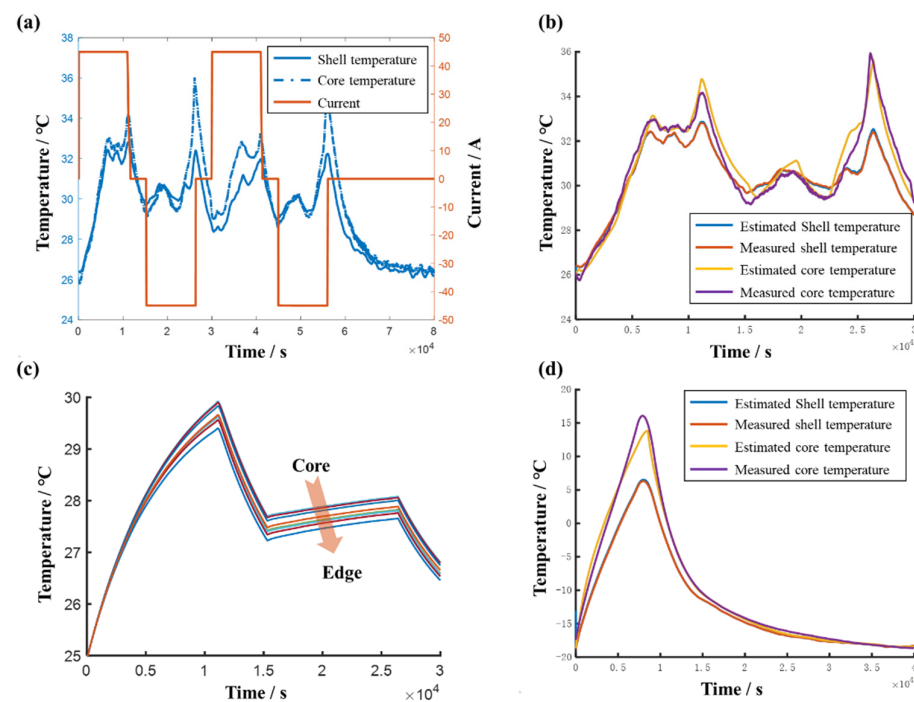 (a)
38
36
34
32
30
28
26
24
Temperature / °C
50
40
30
20
10
0
-10
-20
-30
-40
-50
Current / A
Shell temperature
Core temperature
Current
0
1
2
3
4
5
6
7
8
Time / s
×10⁴
(b)
36
34
32
30
28
26
24
Temperature / °C
Estimated Shell temperature
Measured shell temperature
Estimated core temperature
Measured core temperature
0
0.5
1
1.5
2
2.5
Time / s
(c)
30
29
28
27
26
25
Temperature / °C
Core
Edge
0
0.5
1
1.5
2
2.5
3
Time / s
×10⁴
(d)
20
15
10
5
0
-5
-10
-15
-20
Temperature / °C
Estimated Shell temperature
Measured shell temperature
Estimated core temperature
Measured core temperature
0
0.5
1
1.5
2
2.5
3
3.5
Time / s